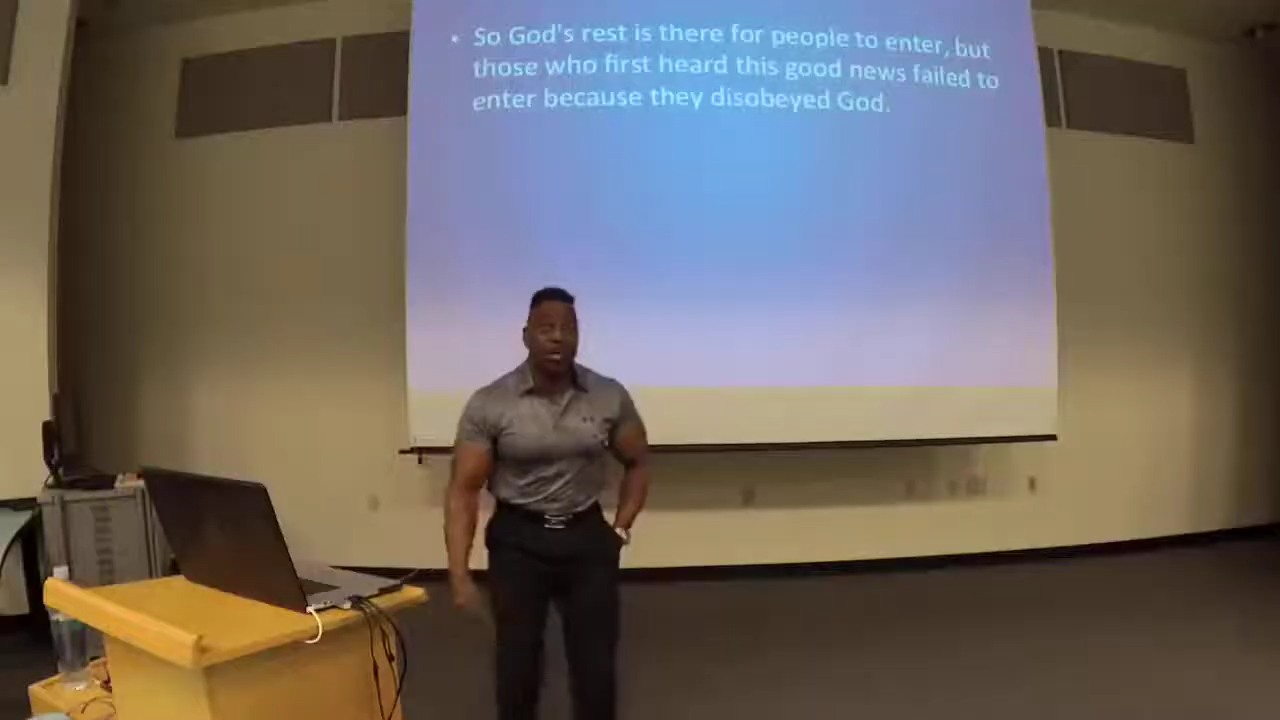 • So God's rest is there for people to enter, but
those who first heard this good news failed to
enter because they disobeyed God.